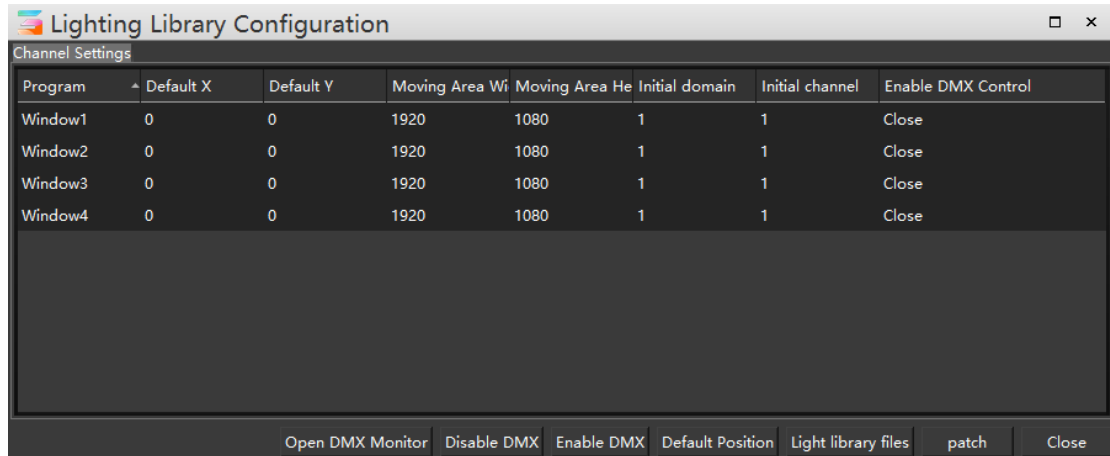 Lighting Library Configuration
Channel Settings
Program Default X Default Y Moving Area Wi Moving Area He Initial domain Initial channel Enable DMX Control
Window1 0 0 1920 1080 1 1 Close
Window2 0 0 1920 1080 1 1 Close
Window3 0 0 1920 1080 1 1 Close
Window4 0 0 1920 1080 1 1 Close
Open DMX Monitor Disable DMX Enable DMX Default Position Light library files patch Close